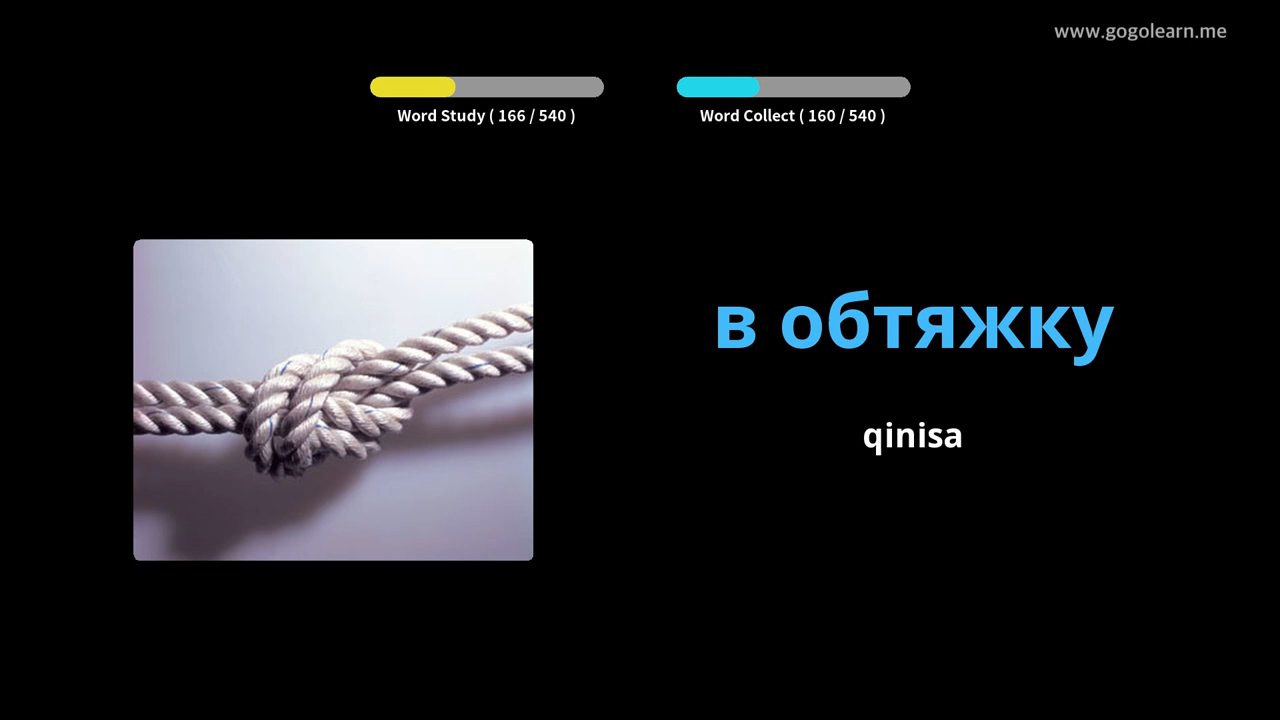 www.gogolearn.me
Word Study ( 166 / 540 )
Word Collect ( 160 / 540 )
в обтяжку
qinisa